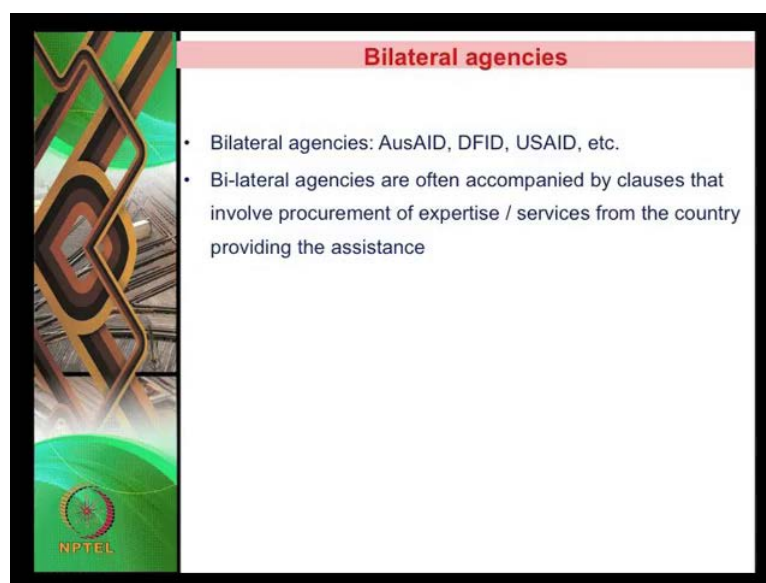 Bilateral agencies
• Bilateral agencies: AusAID, DFID, USAID, etc.
• Bi-lateral agencies are often accompanied by clauses that
involve procurement of expertise / services from the country
providing the assistance
NPTEL